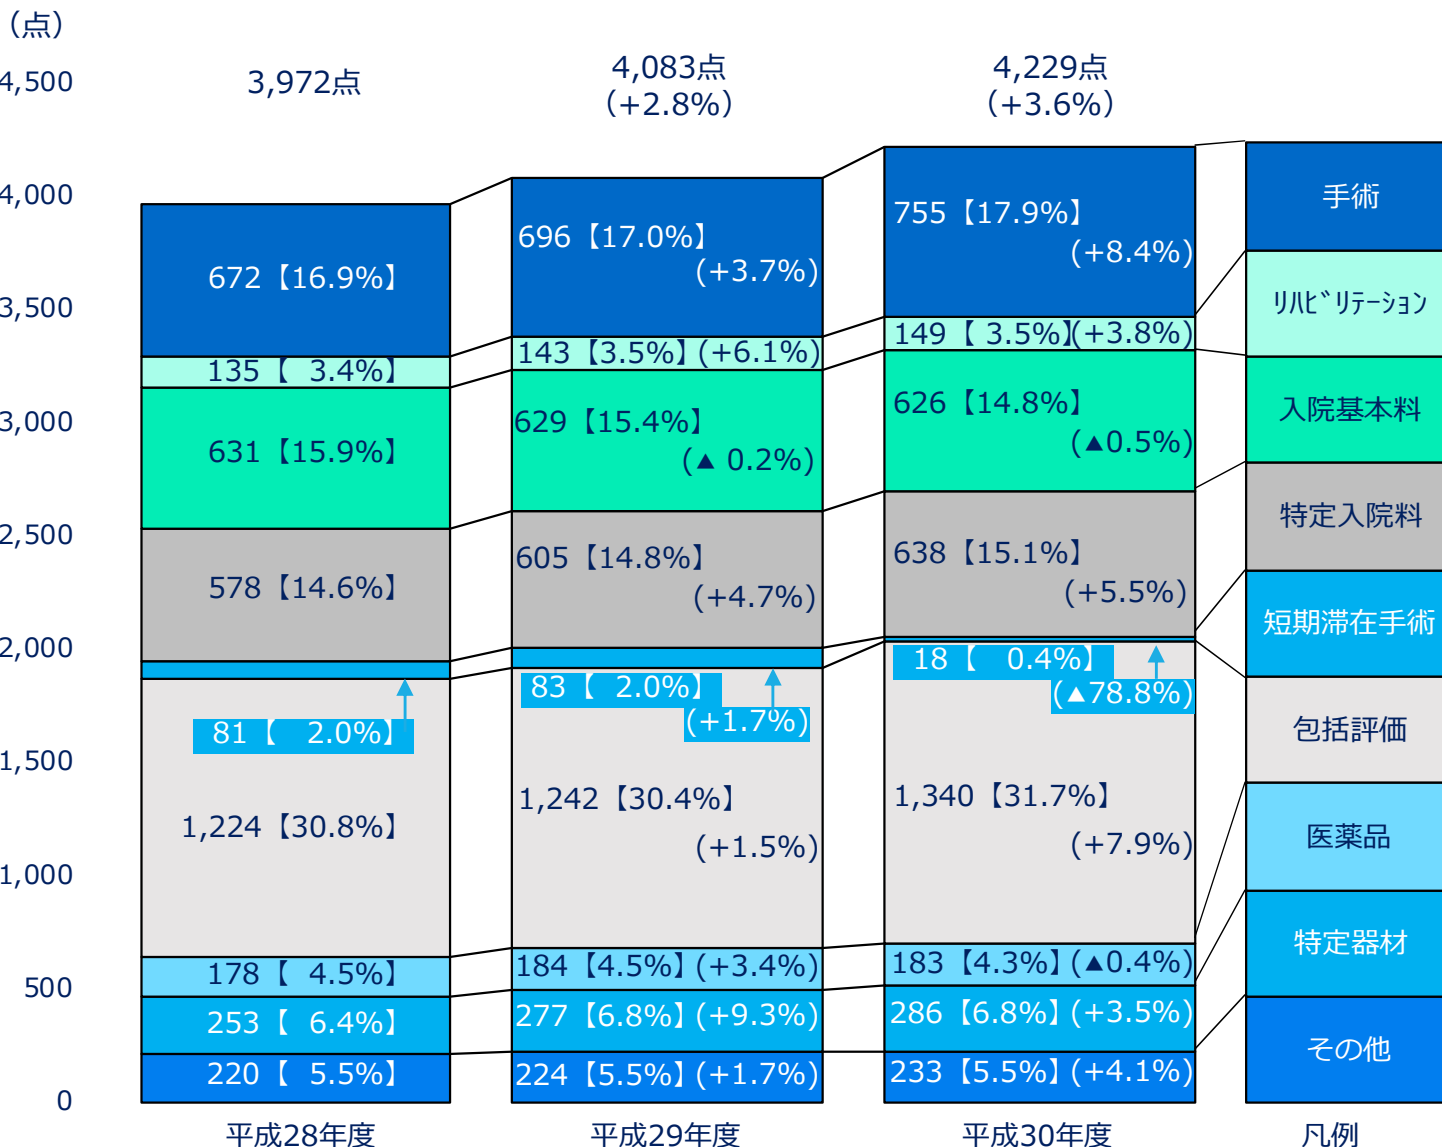 （点）
4,500
4,000
3,500
3,000
2,500
2,000
1,500
1,000
500
0
3,972点
672【16.9%】
135【 3.4%】
631【15.9%】
578【14.6%】
81【 2.0%】
1,224【30.8%】
178【 4.5%】
253【 6.4%】
220【 5.5%】
平成28年度
4,083点
(+2.8%)
696【17.0%】
(+3.7%)
143【3.5%】(+6.1%)
629【15.4%】
(▲ 0.2%)
605【14.8%】
(+4.7%)
83【 2.0%】
(+1.7%)
1,242【30.4%】
(+1.5%)
184【4.5%】(+3.4%)
277【6.8%】(+9.3%)
224【5.5%】(+1.7%)
平成29年度
4,229点
(+3.6%)
755【17.9%】
(+8.4%)
149【 3.5%】(+3.8%)
626【14.8%】
(▲0.5%)
638【15.1%】
(+5.5%)
18【 0.4%】
(▲78.8%)
1,340【31.7%】
(+7.9%)
183【4.3%】(▲0.4%)
286【6.8%】(+3.5%)
233【5.5%】(+4.1%)
平成30年度
手術
ﾘﾊﾋﾞﾘﾃｰｼｮﾝ
入院基本料
特定入院料
短期滞在手術
包括評価
医薬品
特定器材
その他
凡例